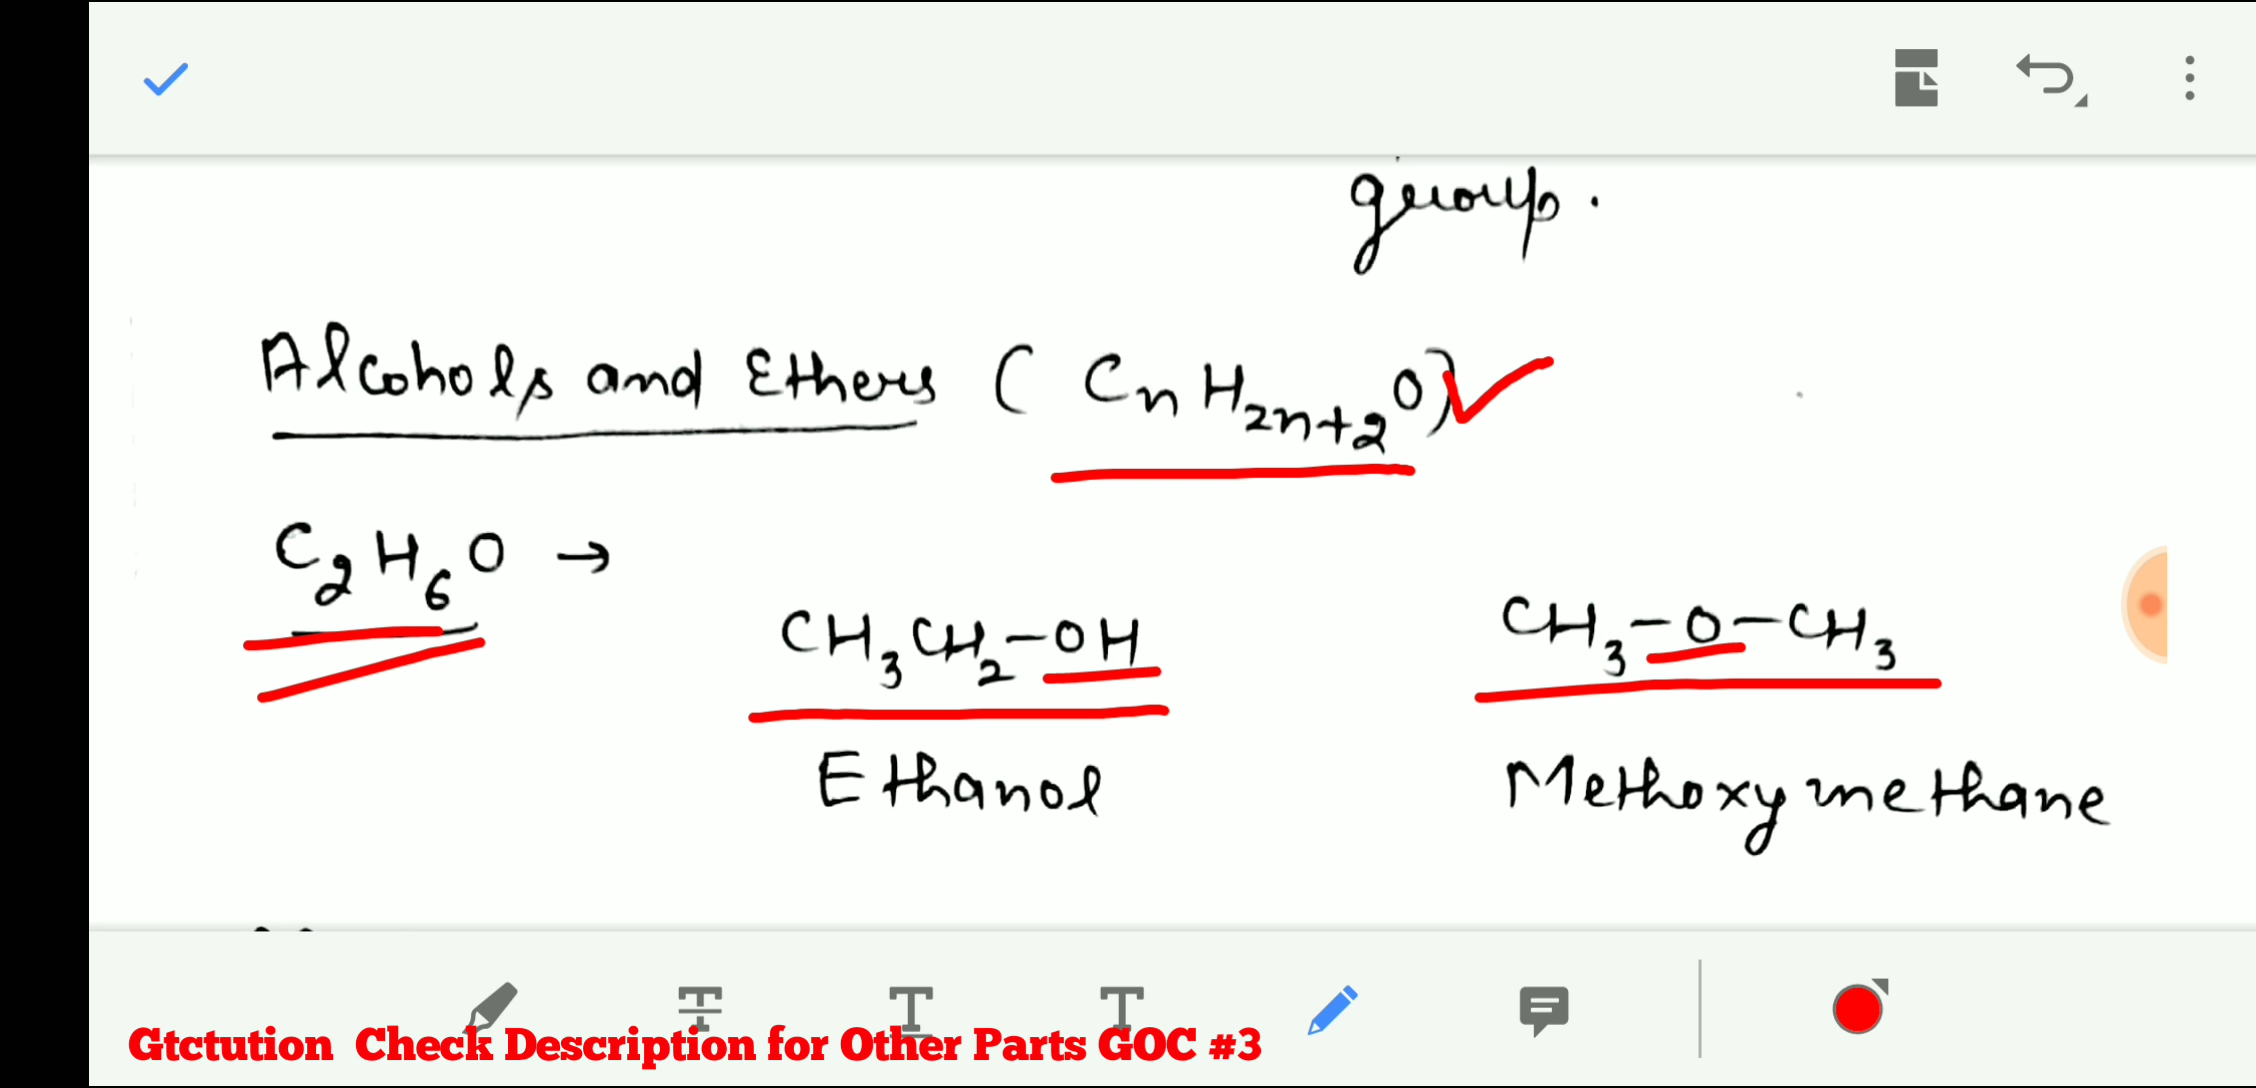 group.
Alcohols and Ethers ( CnH2n+2O)
C2H6O →
CH3CH2-OH CH3-O-CH3
Ethanol Methoxymethane
Gtctution Check Description for Other Parts GOC #3